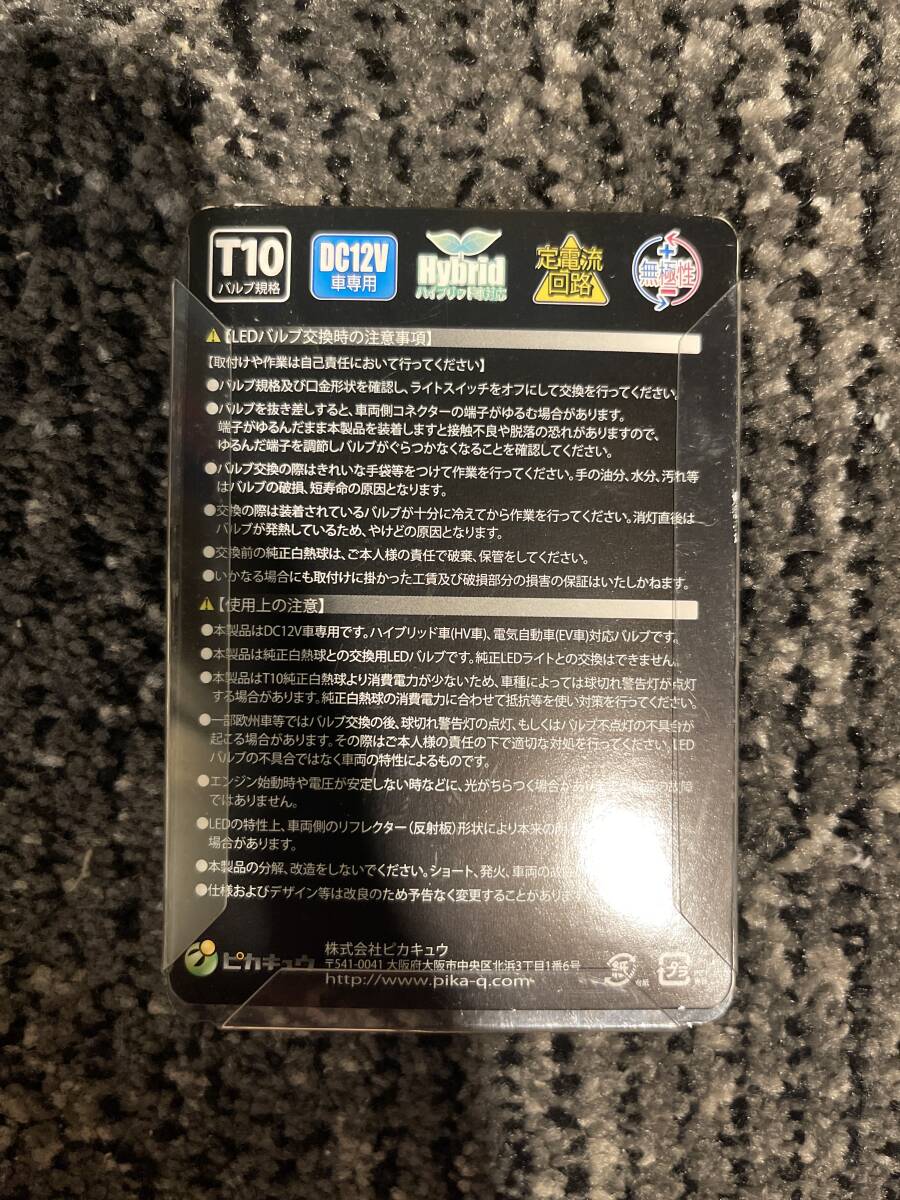 T10
バルブ規格
DC12V
車専用
Hybrid
ハイブリッド車対応
定電流
回路
+
無極性
【LEDバルブ交換時の注意事項】
【取付けや作業は自己責任において行ってください】
●バルブ規格及び口金形状を確認し、ライトスイッチをオフにして交換を行ってください。
●バルブを抜き差しすると、車両側コネクターの端子がゆるむ場合があります。
端子がゆるんだまま本製品を装着しますと接触不良や脱落の恐れがありますので、
ゆるんだ端子を調節しバルブがぐらつかなくなることを確認してください。
●バルブ交換の際はきれいな手袋等をつけて作業を行ってください。手の油分、水分、汚れ等
はバルブの破損、短寿命の原因となります。
●交換の際は装着されているバルブが十分に冷えてから作業を行ってください。消灯直後は
バルブが発熱しているため、やけどの原因となります。
●交換前の純正白熱球は、ご本人様の責任で破棄、保管をしてください。
●いかなる場合にも取付けに掛かった工賃及び破損部分の損害の保証はいたしかねます。
【使用上の注意】
●本製品はDC12V車専用です。ハイブリッド車(HV車)、電気自動車(EV車)対応バルブです。
●本製品は純正白熱球との交換用LEDバルブです。純正LEDライトとの交換はできません。
●本製品はT10純正白熱球より消費電力が少ないため、車種によっては球切れ警告灯が点灯
する場合があります。純正白熱球の消費電力に合わせて抵抗等を使い対策を行ってください。
●一部欧州車等ではバルブ交換の後、球切れ警告灯の点灯、もしくはバルブ不点灯の不具合が
起こる場合があります。その際はご本人様の責任の下で適切な対処を行ってください。LED
バルブの不具合ではなく車両の特性によるものです。
●エンジン始動時や電圧が安定しない時などに、光がちらつく場合があり 故障
ではありません。
●LEDの特性上、車両側のリフレクター(反射板)形状により本来の
場合があります。
●本製品の分解、改造をしないでください。ショート、発火、車両の故
●仕様およびデザイン等は改良のため予告なく変更することがあります
ピカキュウ
株式会社ピカキュウ
〒541-0041 大阪府大阪市中央区北浜3丁目1番6号
http://www.pika-q.com
紙
台紙
プラ